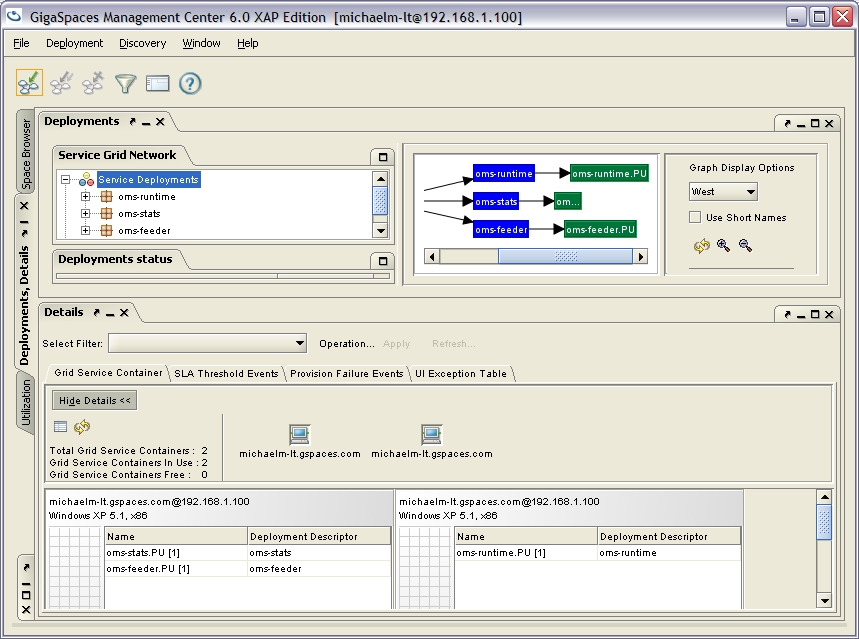 GigaSpaces Management Center 6.0 XAP Edition [michaelm-lt@192.168.1.100]
File Deployment Discovery Window Help
Space Browser
Deployments, Details
Utilization
Deployments
Service Grid Network
Service Deployments
oms-runtime
oms-stats
oms-feeder
Deployments status
oms-runtime oms-runtime.PU
oms-stats om...
oms-feeder oms-feeder.PU
Graph Display Options
West
Use Short Names
Details
Select Filter: Operation... Apply Refresh...
Grid Service Container SLA Threshold Events Provision Failure Events UI Exception Table
Hide Details <<
Total Grid Service Containers : 2
Grid Service Containers In Use : 2
Grid Service Containers Free : 0
michaelm-lt.gspaces.com michaelm-lt.gspaces.com
michaelm-lt.gspaces.com@192.168.1.100
Windows XP 5.1, x86
Name Deployment Descriptor
oms-stats.PU [1] oms-stats
oms-feeder.PU [1] oms-feeder
michaelm-lt.gspaces.com@192.168.1.100
Windows XP 5.1, x86
Name Deployment Descriptor
oms-runtime.PU [1] oms-runtime